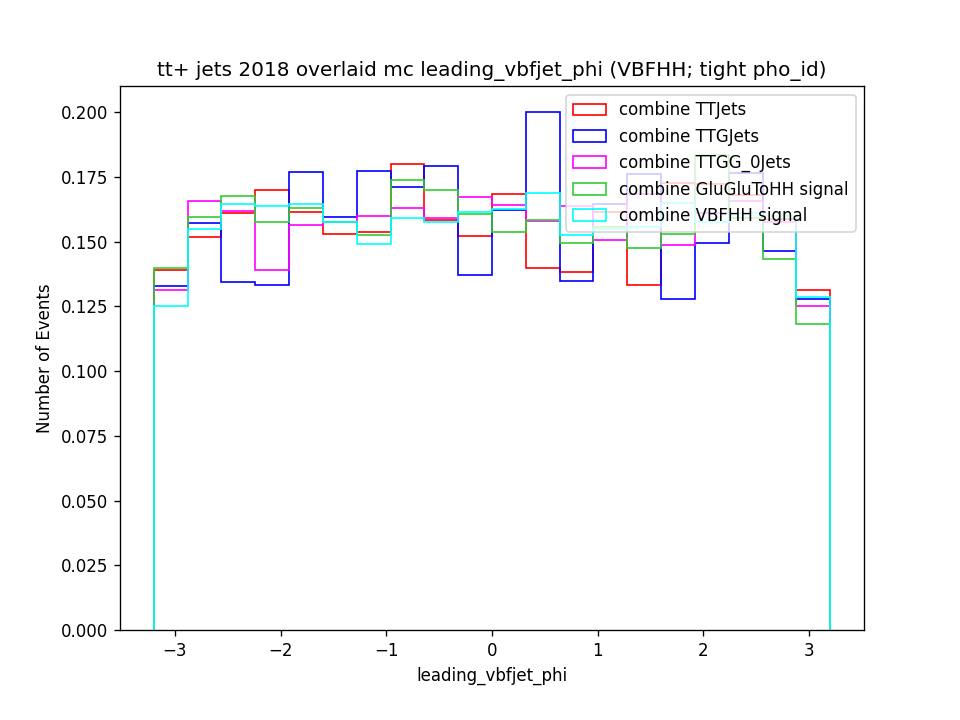 tt+ jets 2018 overlaid mc leading_vbfjet_phi (VBFHH; tight pho_id)
combine TTJets
combine TTGJets
combine TTGG_0Jets
combine GluGluToHH signal
combine VBFHH signal
0.200
0.175
0.150
0.125
0.100
0.075
0.050
0.025
0.000
Number of Events
−3
−2
−1
0
1
2
3
leading_vbfjet_phi